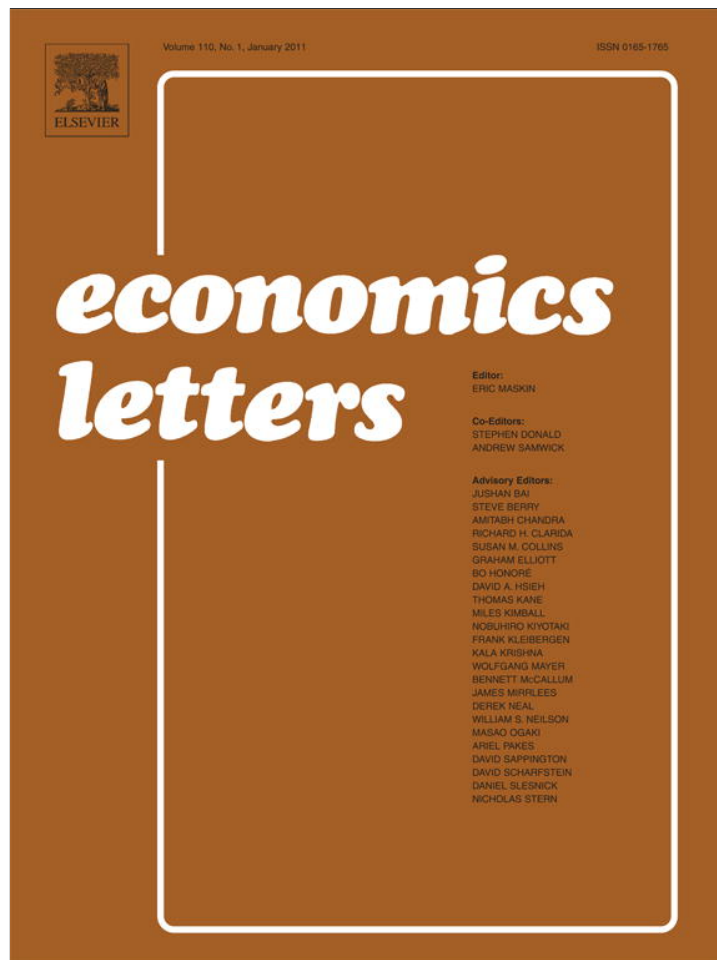 Volume 110, No. 1, January 2011
ISSN 0165-1765
ELSEVIER
economics
letters
Editor:
ERIC MASKIN
Co-Editors:
STEPHEN DONALD
ANDREW SAMWICK
Advisory Editors:
JUSHAN BAI
STEVE BERRY
AMITABH CHANDRA
RICHARD H. CLARIDA
SUSAN M. COLLINS
GRAHAM ELLIOTT
BO HONORÉ
DAVID A. HSIEH
THOMAS KANE
MILES KIMBALL
NOBUHIRO KIYOTAKI
FRANK KLEIBERGEN
KALA KRISHNA
WOLFGANG MAYER
BENNETT McCALLUM
JAMES MIRRLEES
DEREK NEAL
WILLIAM S. NEILSON
MASAO OGAKI
ARIEL PAKES
DAVID SAPPINGTON
DAVID SCHARFSTEIN
DANIEL SLESNICK
NICHOLAS STERN